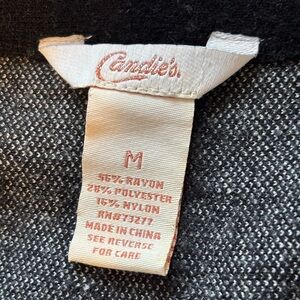 Candie's.
M
56% RAYON
28% POLYESTER
16% NYLON
RN#73277
MADE IN CHINA
SEE REVERSE
FOR CARE